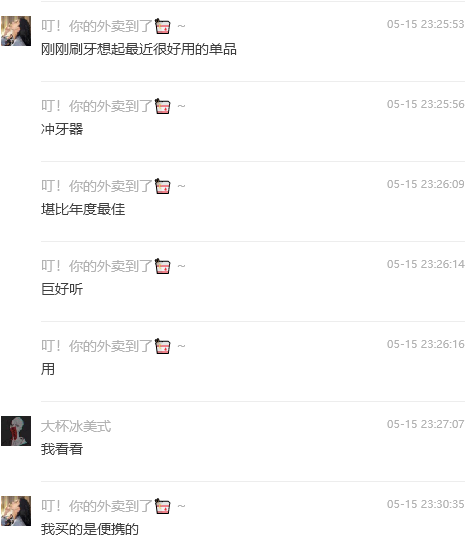 叮！你的外卖到了🥡 ~ 05-15 23:25:53
刚刚刷牙想起最近很好用的单品
叮！你的外卖到了🥡 ~ 05-15 23:25:56
冲牙器
叮！你的外卖到了🥡 ~ 05-15 23:26:09
堪比年度最佳
叮！你的外卖到了🥡 ~ 05-15 23:26:14
巨好听
叮！你的外卖到了🥡 ~ 05-15 23:26:16
用
大杯冰美式 05-15 23:27:07
我看看
叮！你的外卖到了🥡 ~ 05-15 23:30:35
我买的是便携的